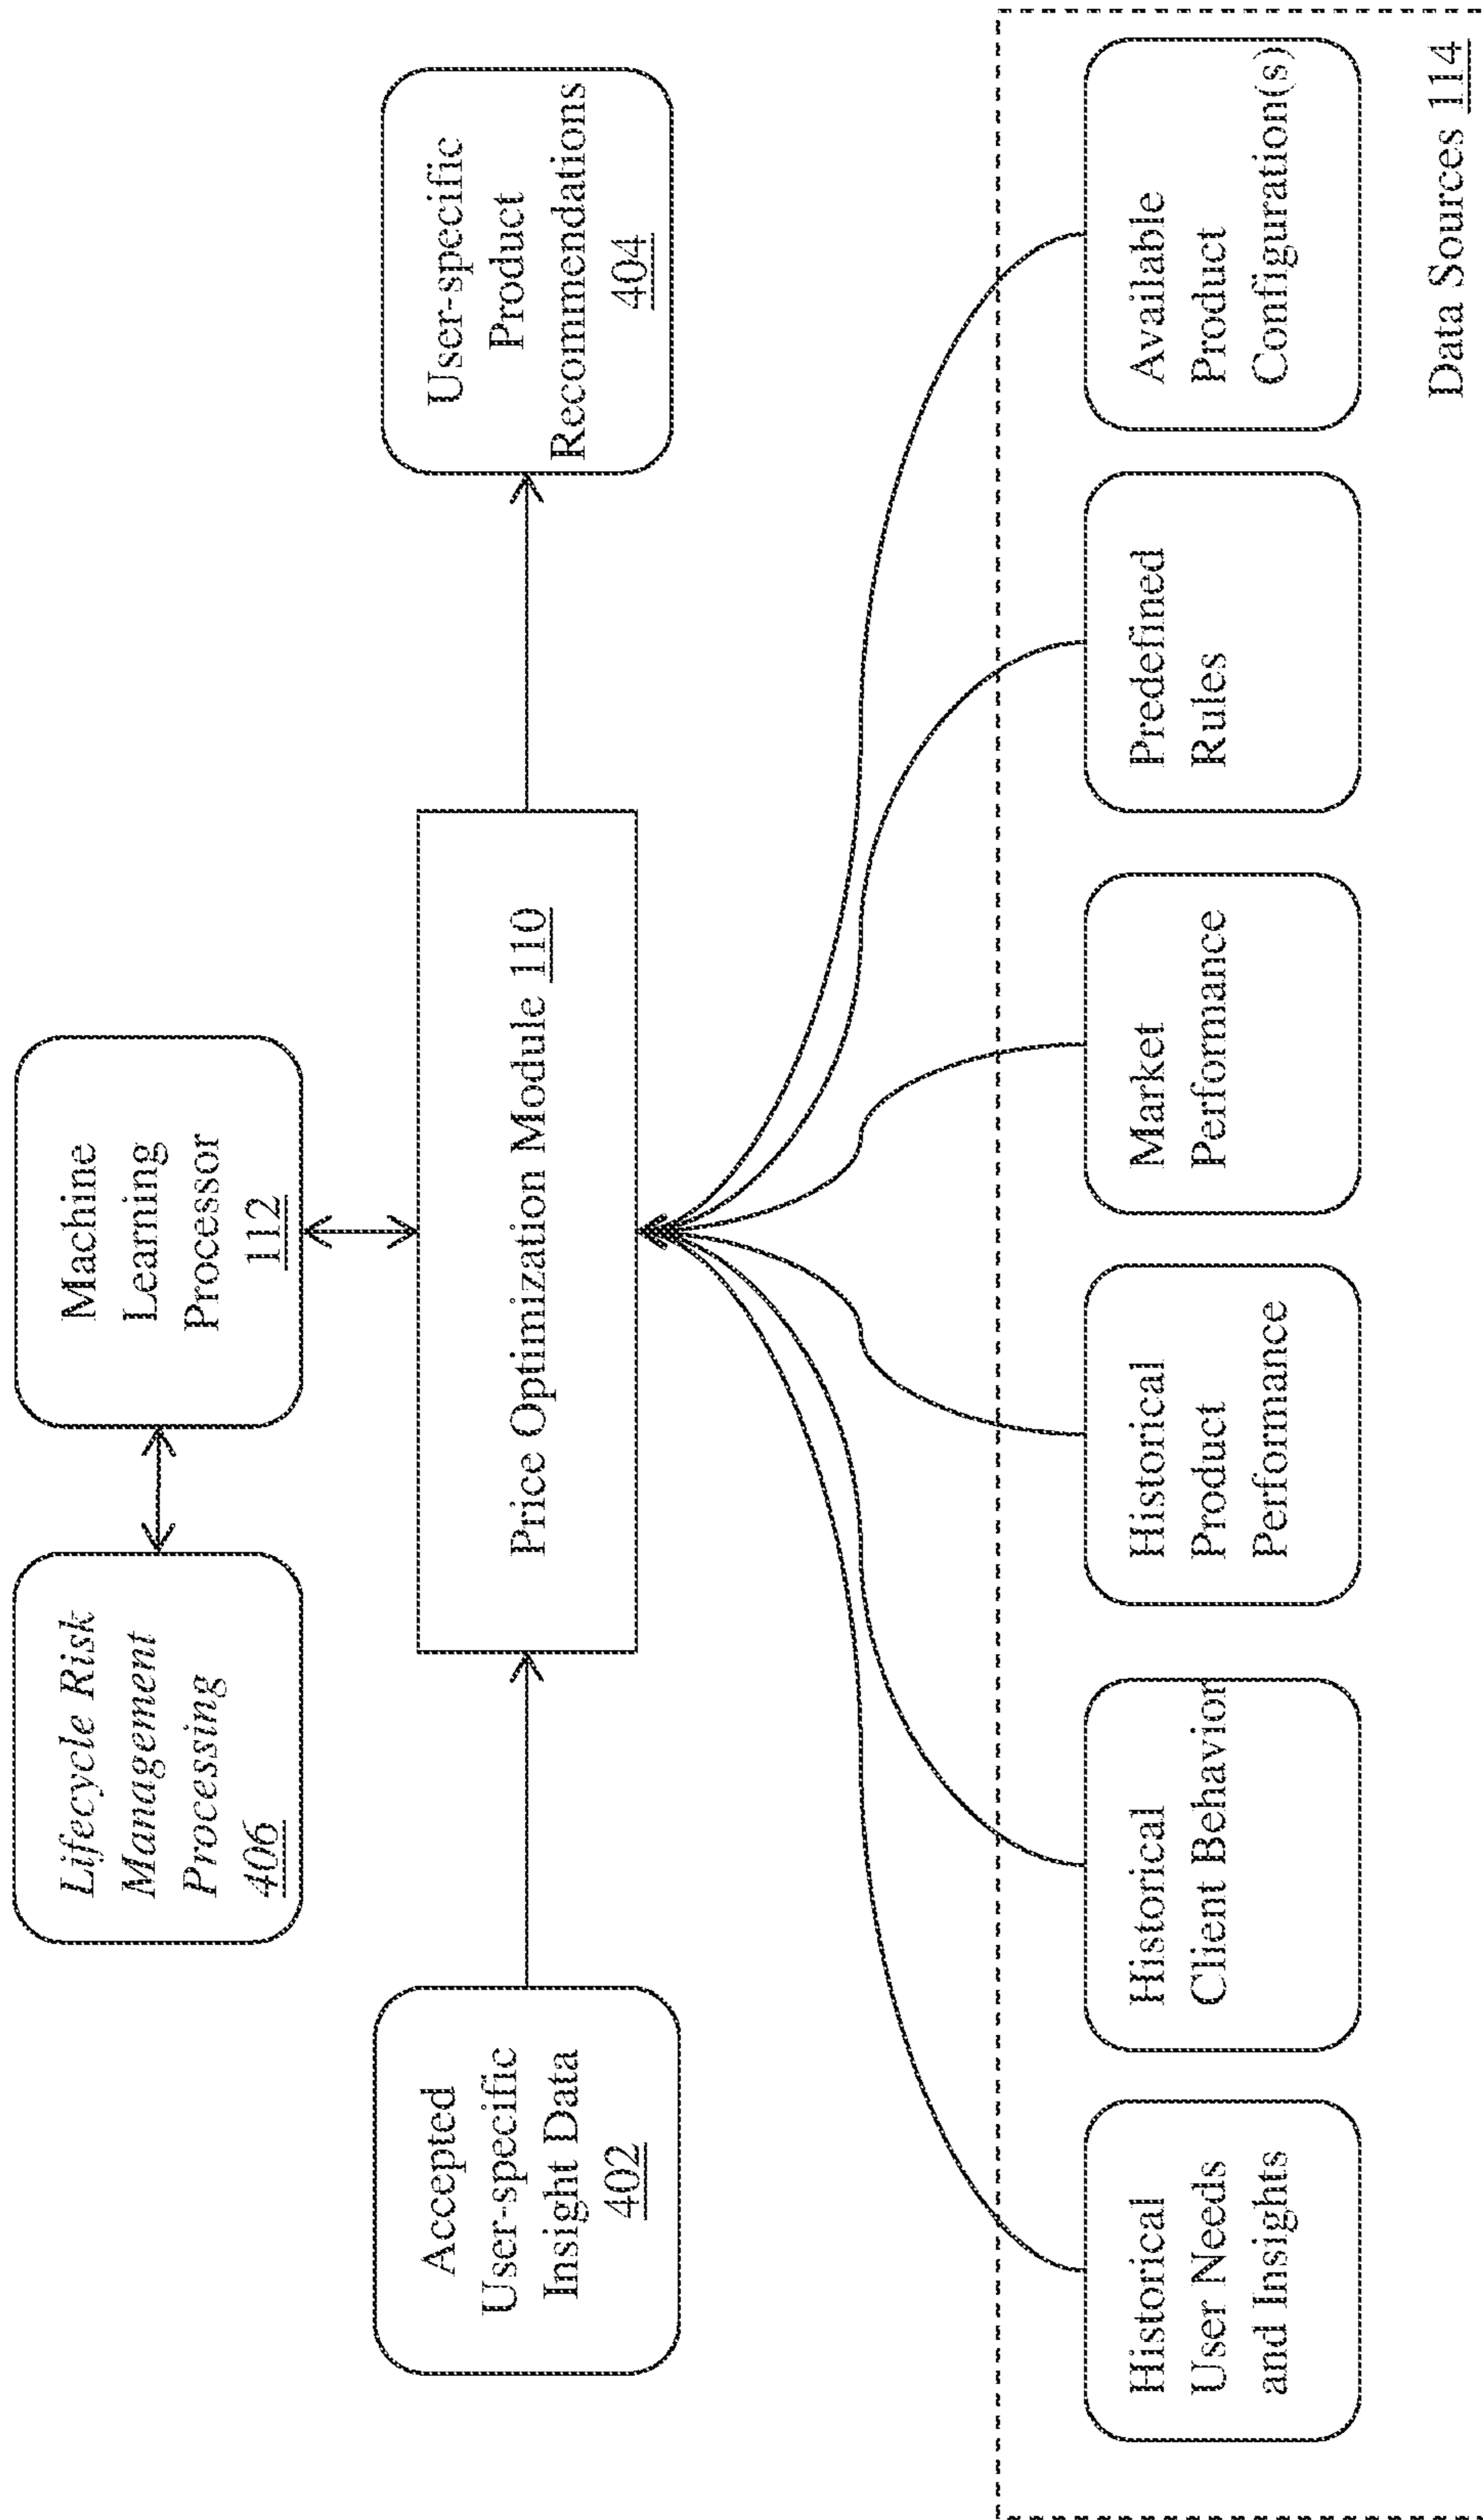 Lifecycle Risk
Management
Processing
406
Machine
Learning
Processor
112
Accepted
User-specific
Insight Data
402
Price Optimization Module 110
User-specific
Product
Recommendations
404
Historical
User Needs
and Insights
Historical
Client Behavior
Historical
Product
Performance
Market
Performance
Predefined
Rules
Available
Product
Configuration(s)
Data Sources 114